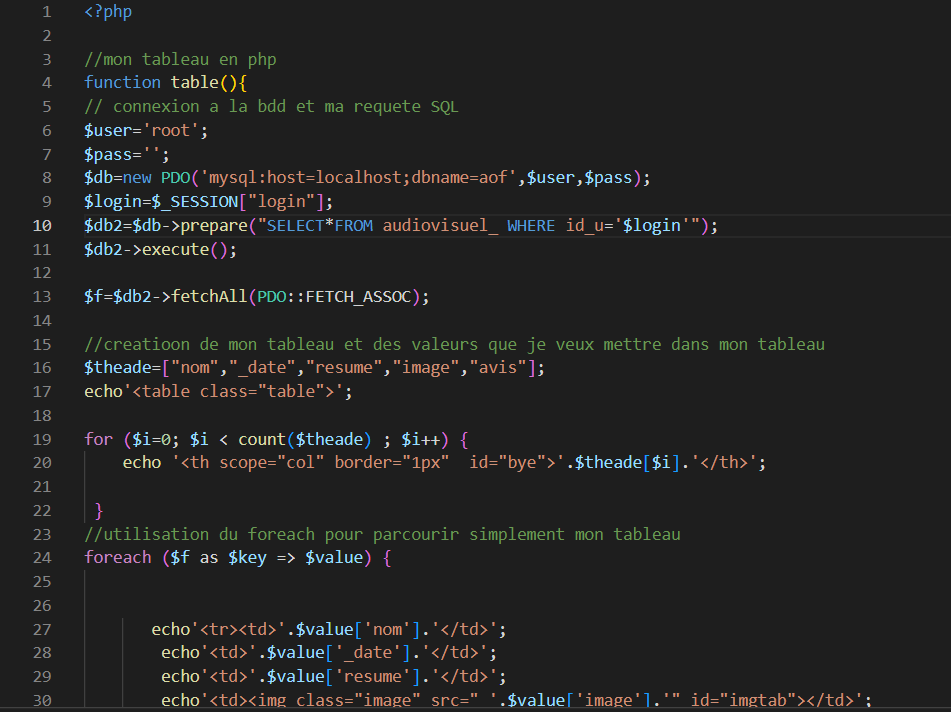 1 <?php
2
3 //mon tableau en php
4 function table(){
5 // connexion a la bdd et ma requete SQL
6 $user='root';
7 $pass='';
8 $db=new PDO('mysql:host=localhost;dbname=aof',$user,$pass);
9 $login=$_SESSION["login"];
10 $db2=$db->prepare("SELECT*FROM audiovisuel_ WHERE id_u='$login'");
11 $db2->execute();
12
13 $f=$db2->fetchAll(PDO::FETCH_ASSOC);
14
15 //creatioon de mon tableau et des valeurs que je veux mettre dans mon tableau
16 $theade=["nom","_date","resume","image","avis"];
17 echo'<table class="table">';
18
19 for ($i=0; $i < count($theade) ; $i++) {
20     echo '<th scope="col" border="1px"  id="bye">'.$theade[$i].'</th>';
21
22  }
23 //utilisation du foreach pour parcourir simplement mon tableau
24 foreach ($f as $key => $value) {
25
26
27        echo'<tr><td>'.$value['nom'].'</td>';
28         echo'<td>'.$value['_date'].'</td>';
29         echo'<td>'.$value['resume'].'</td>';
30         echo'<td><img class="image" src=" '.$value['image'].'" id="imgtab"></td>';